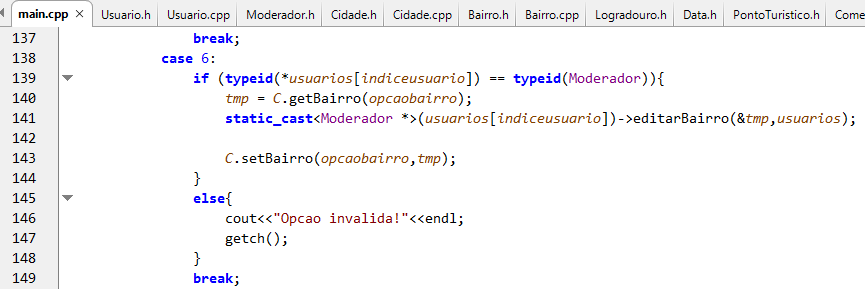 main.cpp × Usuario.h Usuario.cpp Moderador.h Cidade.h Cidade.cpp Bairro.h Bairro.cpp Logradouro.h Data.h PontoTuristico.h Come
137 break;
138 case 6:
139 if (typeid(*usuarios[indiceusuario]) == typeid(Moderador)){
140 tmp = C.getBairro(opcaobairro);
141 static_cast<Moderador *>(usuarios[indiceusuario])->editarBairro(&tmp,usuarios);
142
143 C.setBairro(opcaobairro,tmp);
144 }
145 else{
146 cout<<"Opcao invalida!"<<endl;
147 getch();
148 }
149 break;